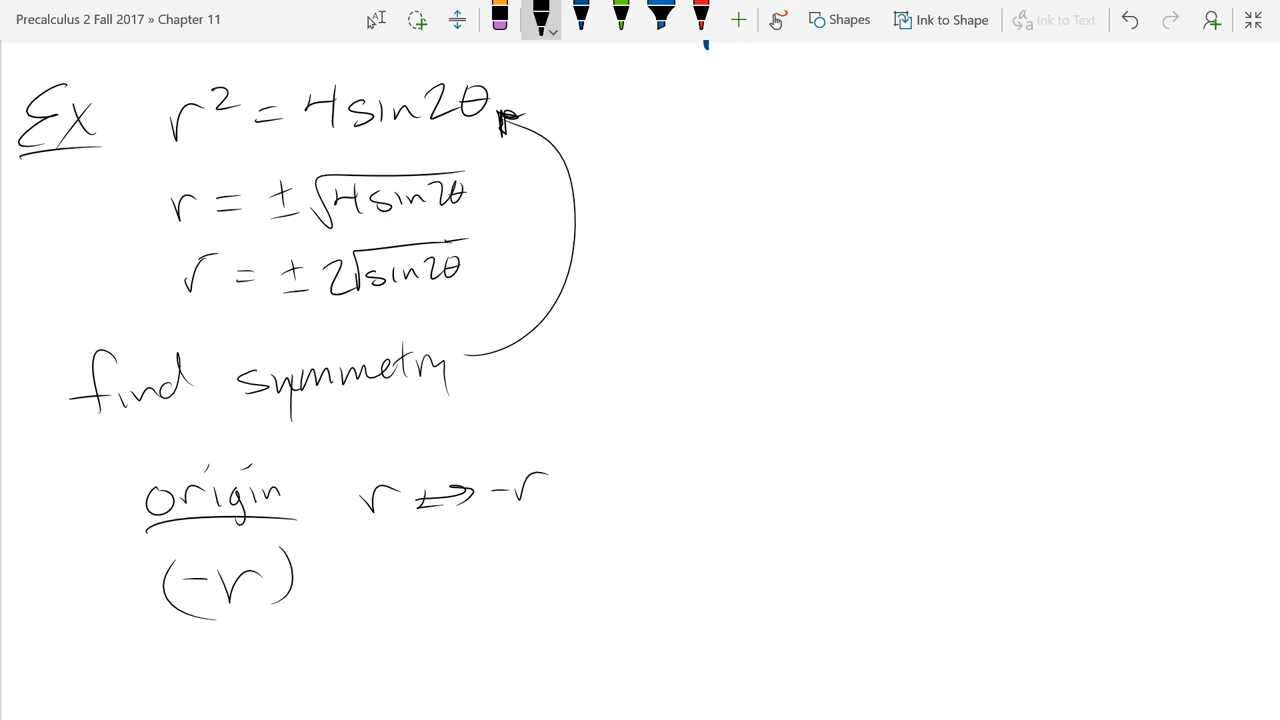 Precalculus 2 Fall 2017 » Chapter 11
Shapes
Ink to Shape
Ink to Text
Ex r² = 4sin2θ
r = ± √4sin2θ
r = ± 2√sin2θ
find symmetry
origin r ↔ -r
(-r)